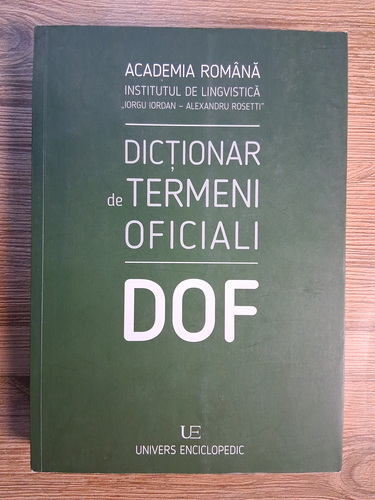 ACADEMIA ROMÂNĂ
INSTITUTUL DE LINGVISTICĂ
„IORGU IORDAN – ALEXANDRU ROSETTI"
DICȚIONAR
de TERMENI
OFICIALI
DOF
UE
UNIVERS ENCICLOPEDIC